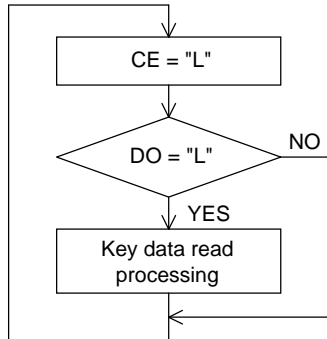 CE = "L"
DO = "L"
NO
YES
Key data read
processing